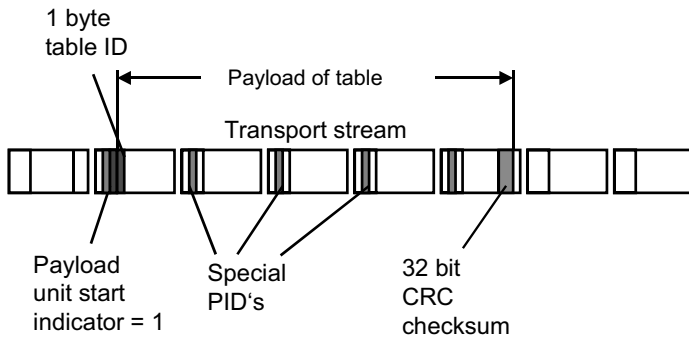 1 byte
table ID
Payload of table
Transport stream
Payload
unit start
indicator = 1
Special
PID‘s
32 bit
CRC
checksum